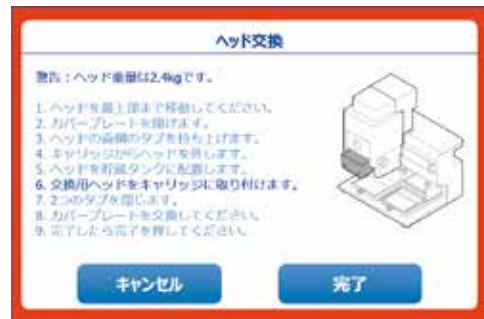 ヘッド交換
警告：ヘッド重量は2.4kgです。
1. ヘッドを最上部まで移動してください。
2. カバープレートを開けます。
3. ヘッドの両側のタブを持ち上げます。
4. キャリッジからヘッドを外します。
5. ヘッドを貯蔵タンクに配置します。
6. 交換用ヘッドをキャリッジに取り付けます。
7. 2つのタブを閉じます。
8. カバープレートを交換してください。
9. 完了したら完了を押してください。
キャンセル
完了